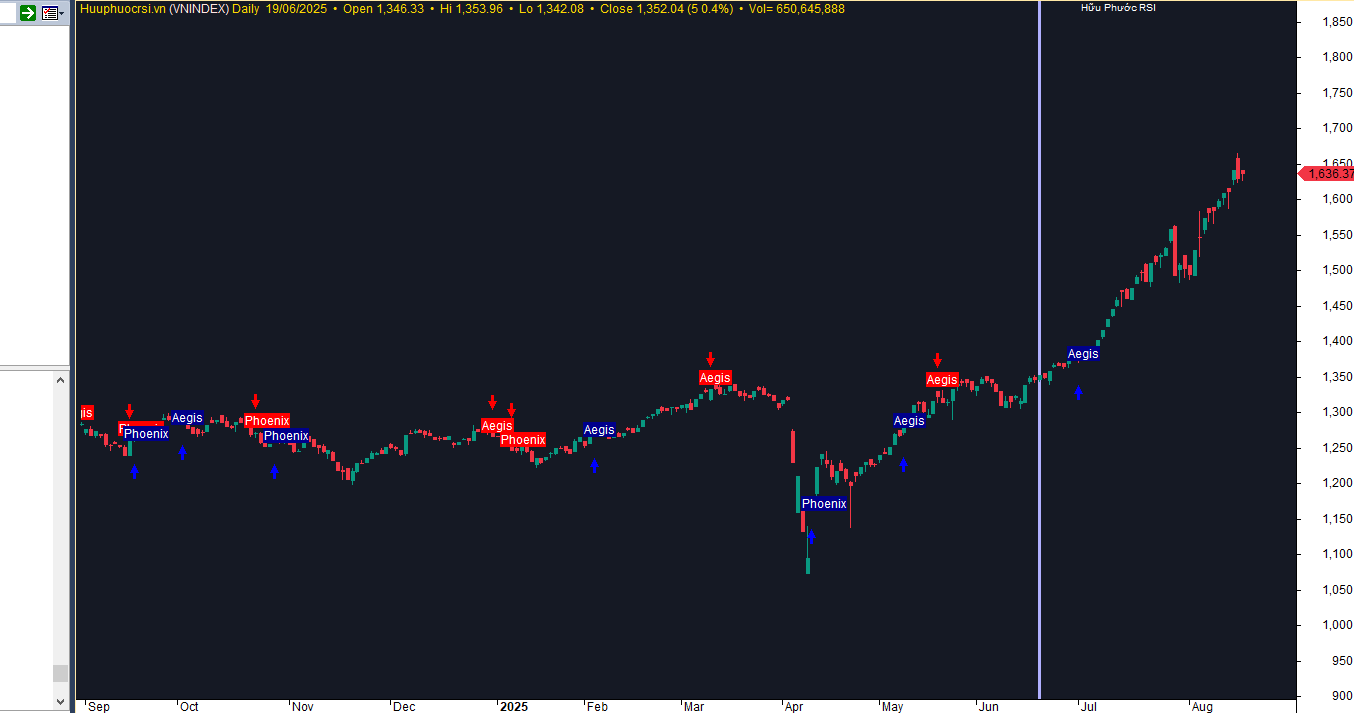 Huuphuocrsi.vn (VNINDEX) Daily 19/06/2025 • Open 1,346.33 • Hi 1,353.96 • Lo 1,342.08 • Close 1,352.04 (5 0.4%) • Vol= 650,645,888
Hữu Phước RSI
1,850
1,800
1,750
1,700
1,650
1,636.37
1,600
1,550
1,500
1,450
1,400
Aegis
1,350
Aegis
Aegis
1,300
gis
Aegis
Phoenix
Aegis
Phoenix
Phoenix
Aegis
Phoenix
Aegis
1,250
1,200
Phoenix
1,150
1,100
1,050
1,000
950
900
Sep Oct Nov Dec 2025 Feb Mar Apr May Jun Jul Aug